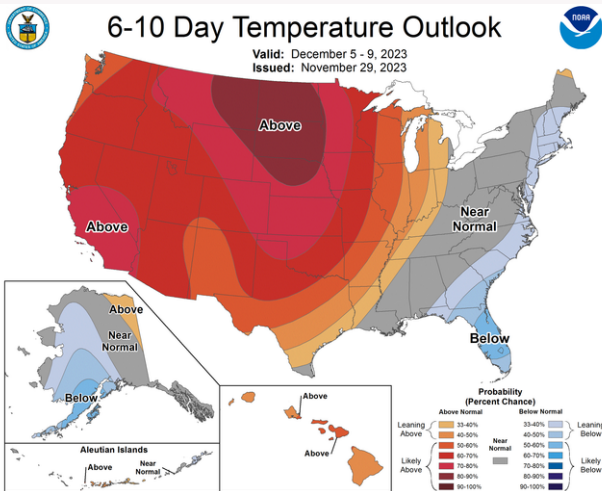 6-10 Day Temperature Outlook
NOAA
Valid: December 5 - 9, 2023
Issued: November 29, 2023
Above
Above
Near
Normal
Below
Above
Near
Normal
Below
Aleutian Islands
Above
Near
Normal
Above
Above
Probability
(Percent Chance)
Above Normal
Below Normal
Leaning
Above
33-40%
40-50%
Likely
Above
50-60%
60-70%
70-80%
80-90%
90-100%
Near
Normal
33-40%
40-50%
Leaning
Below
50-60%
60-70%
70-80%
80-90%
90-100%
Likely
Below